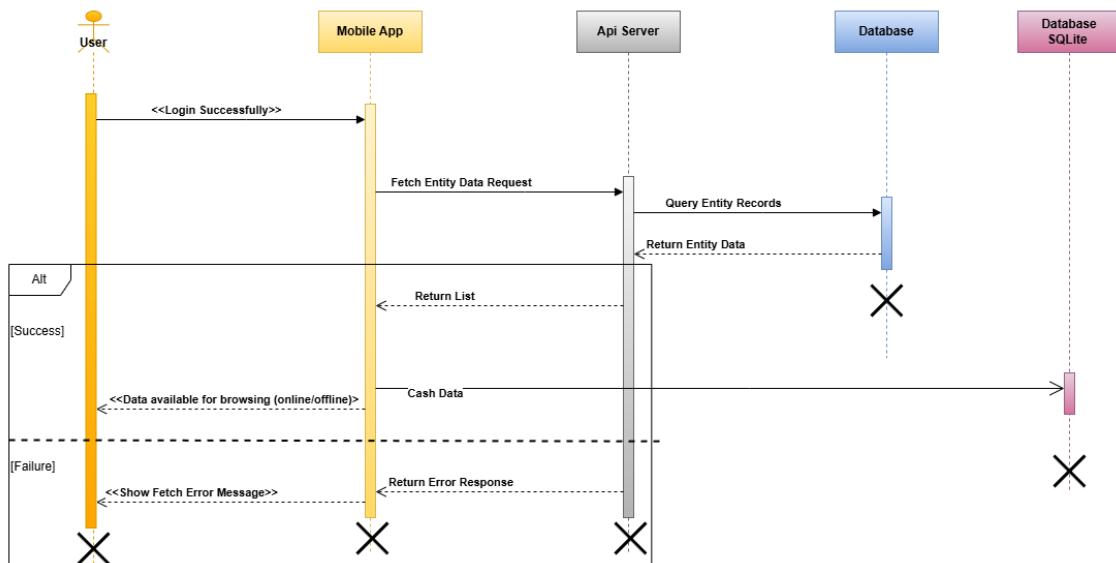 User
Mobile App
Api Server
Database
Database
SQLite
<<Login Successfully>>
Fetch Entity Data Request
Query Entity Records
Return Entity Data
Alt
Return List
[Success]
Cash Data
<<Data available for browsing (online/offline)>
[Failure]
Return Error Response
<<Show Fetch Error Message>>